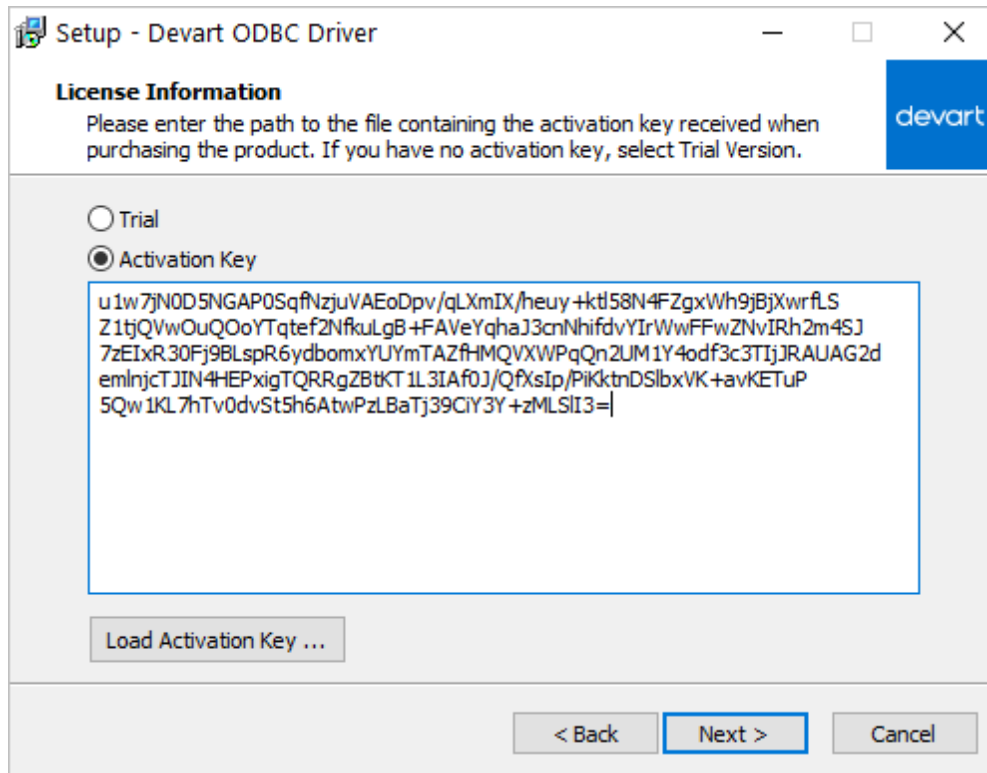 Setup - Devart ODBC Driver
License Information
Please enter the path to the file containing the activation key received when
purchasing the product. If you have no activation key, select Trial Version.
devart
Trial
Activation Key
u1w7jN0D5NGAP0SqfNzjuVAEoDpv/qLXmIX/heuy+ktl58N4FZgxWh9jBjXwrfLS
Z1tjQVwOuQOoYTqtef2NfkuLgB+FAVeYqhaJ3cnNhifdvYIrWwFFwZNvIRh2m4SJ
7zEIxR30Fj9BLspR6ydbomxYUYmTAZfHMQVXWPqQn2UM1Y4odf3c3TIjJRAUAG2d
emlnjcTJIN4HEPxigTQRRgZBtKT1L3IAf0J/QfXsIp/PiKktnDSlbxVK+avKETuP
5Qw1KL7hTv0dvSt5h6AtwPzLBaTj39CiY3Y+zMLSlI3=
Load Activation Key ...
< Back
Next >
Cancel